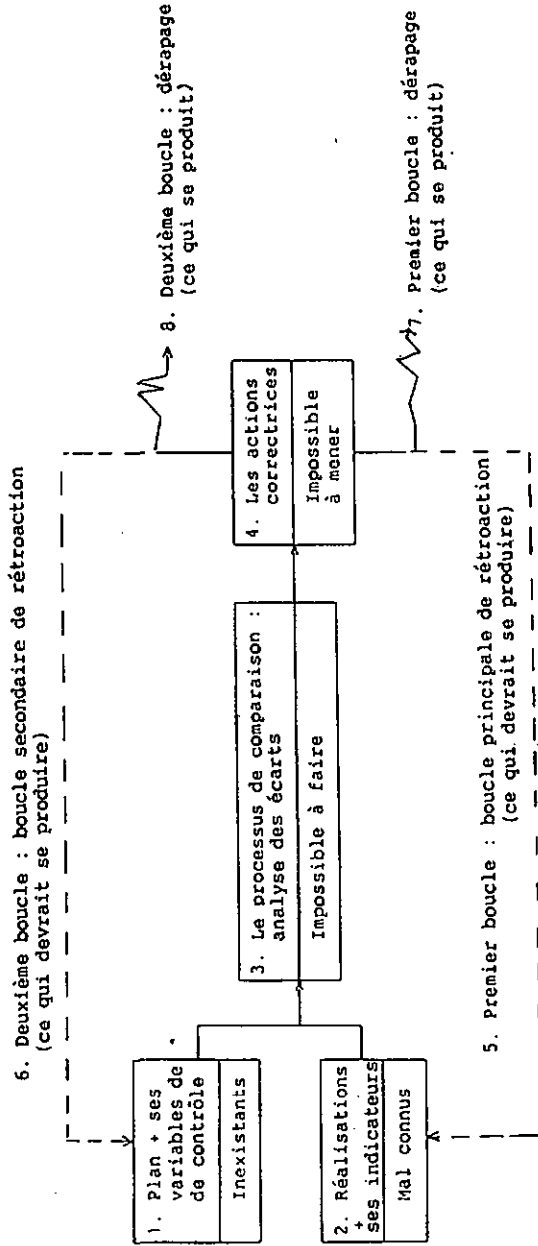 6. Deuxième boucle : boucle secondaire de rétroaction
(ce qui devrait se produire)
8. Deuxième boucle : dérapage
(ce qui se produit)
1. Plan + ses
variables de
de contrôle
Inexistants
2. Réalisations
+
ses indicateurs
Mal connus
3. Le processus de comparaison :
analyse des écarts
Impossible à faire
4. Les actions
correctrices
Impossible
à mener
7. Premier boucle : dérapage
(ce qui se produit)
5. Premier boucle : boucle principale de rétroaction
(ce qui devrait se produire)